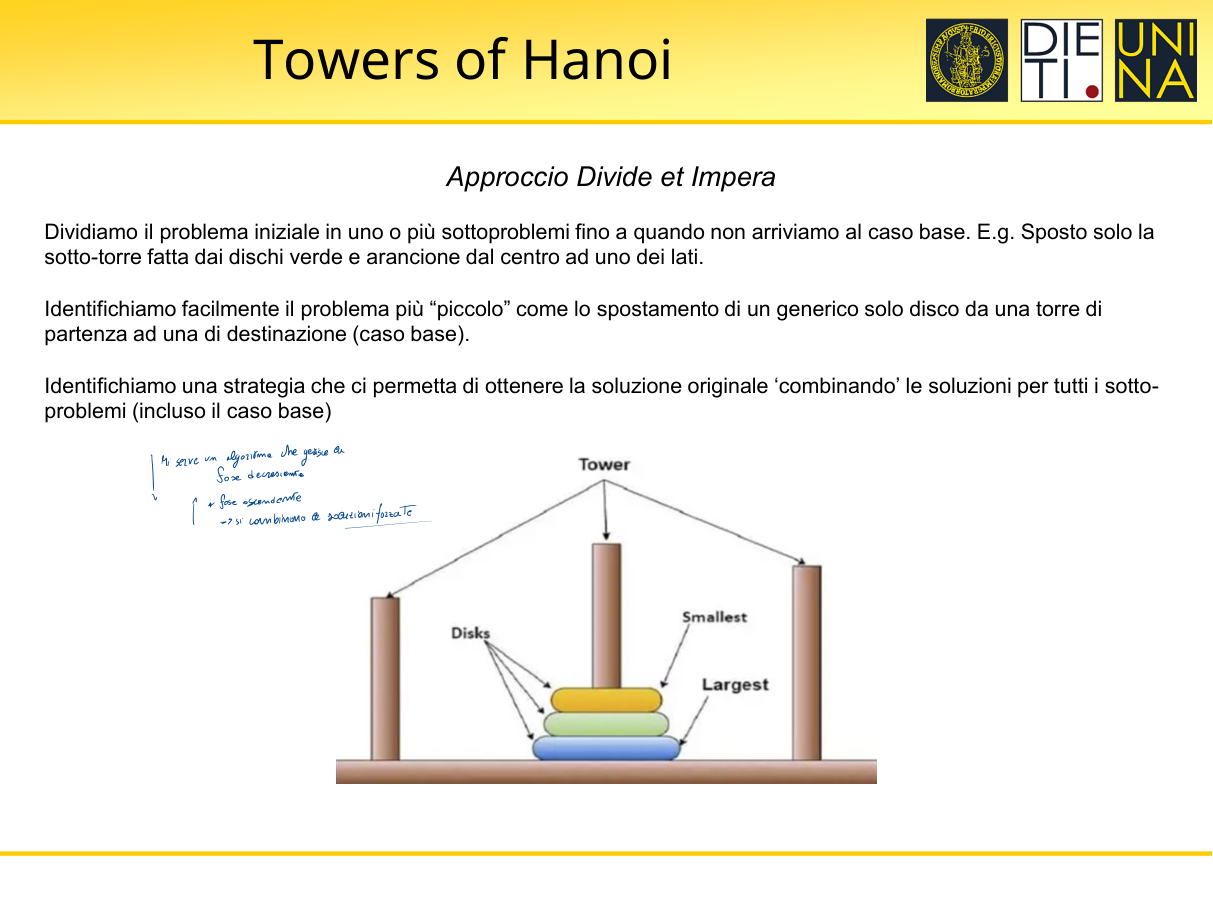 Towers of Hanoi
DIE
TI.
UNI
NA
Approccio Divide et Impera
Dividiamo il problema iniziale in uno o più sottoproblemi fino a quando non arriviamo al caso base. E.g. Sposto solo la
sotto-torre fatta dai dischi verde e arancione dal centro ad uno dei lati.
Identifichiamo facilmente il problema più “piccolo” come lo spostamento di un generico solo disco da una torre di
partenza ad una di destinazione (caso base).
Identifichiamo una strategia che ci permetta di ottenere la soluzione originale ‘combinando’ le soluzioni per tutti i sotto-
problemi (incluso il caso base)
Mi serve un algoritmo che gestisce
fase decrescente
fase ascendente
-> si combinano le soluzioni
Tower
Smallest
Disks
Largest